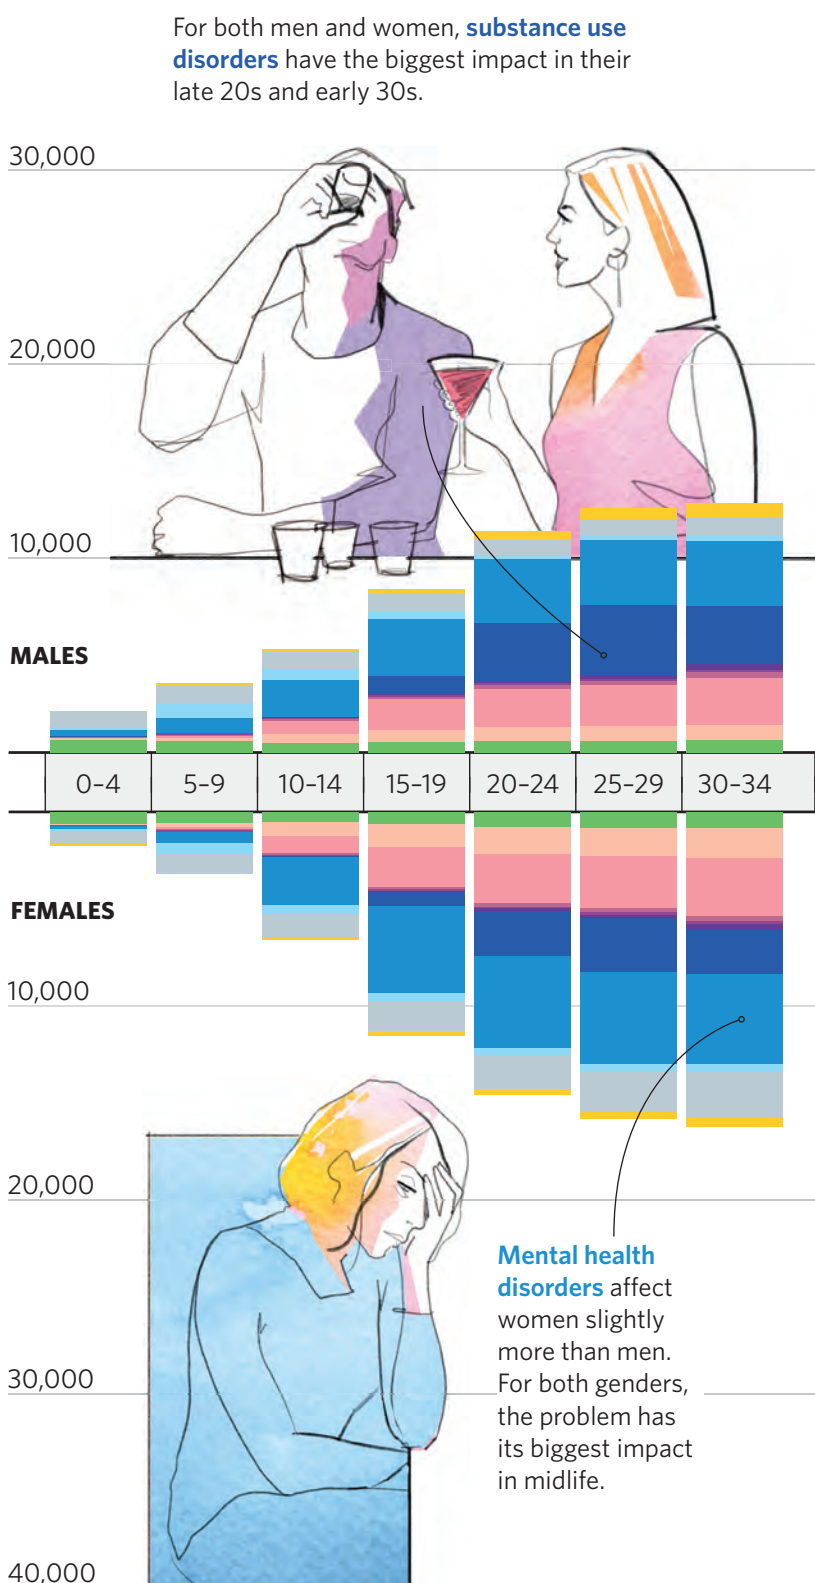 For both men and women, substance use
disorders have the biggest impact in their
late 20s and early 30s.
30,000
20,000
10,000
MALES
0–4 5–9 10–14 15–19 20–24 25–29 30–34
FEMALES
10,000
20,000
Mental health
disorders affect
women slightly
more than men.
For both genders,
the problem has
its biggest impact
in midlife.
30,000
40,000